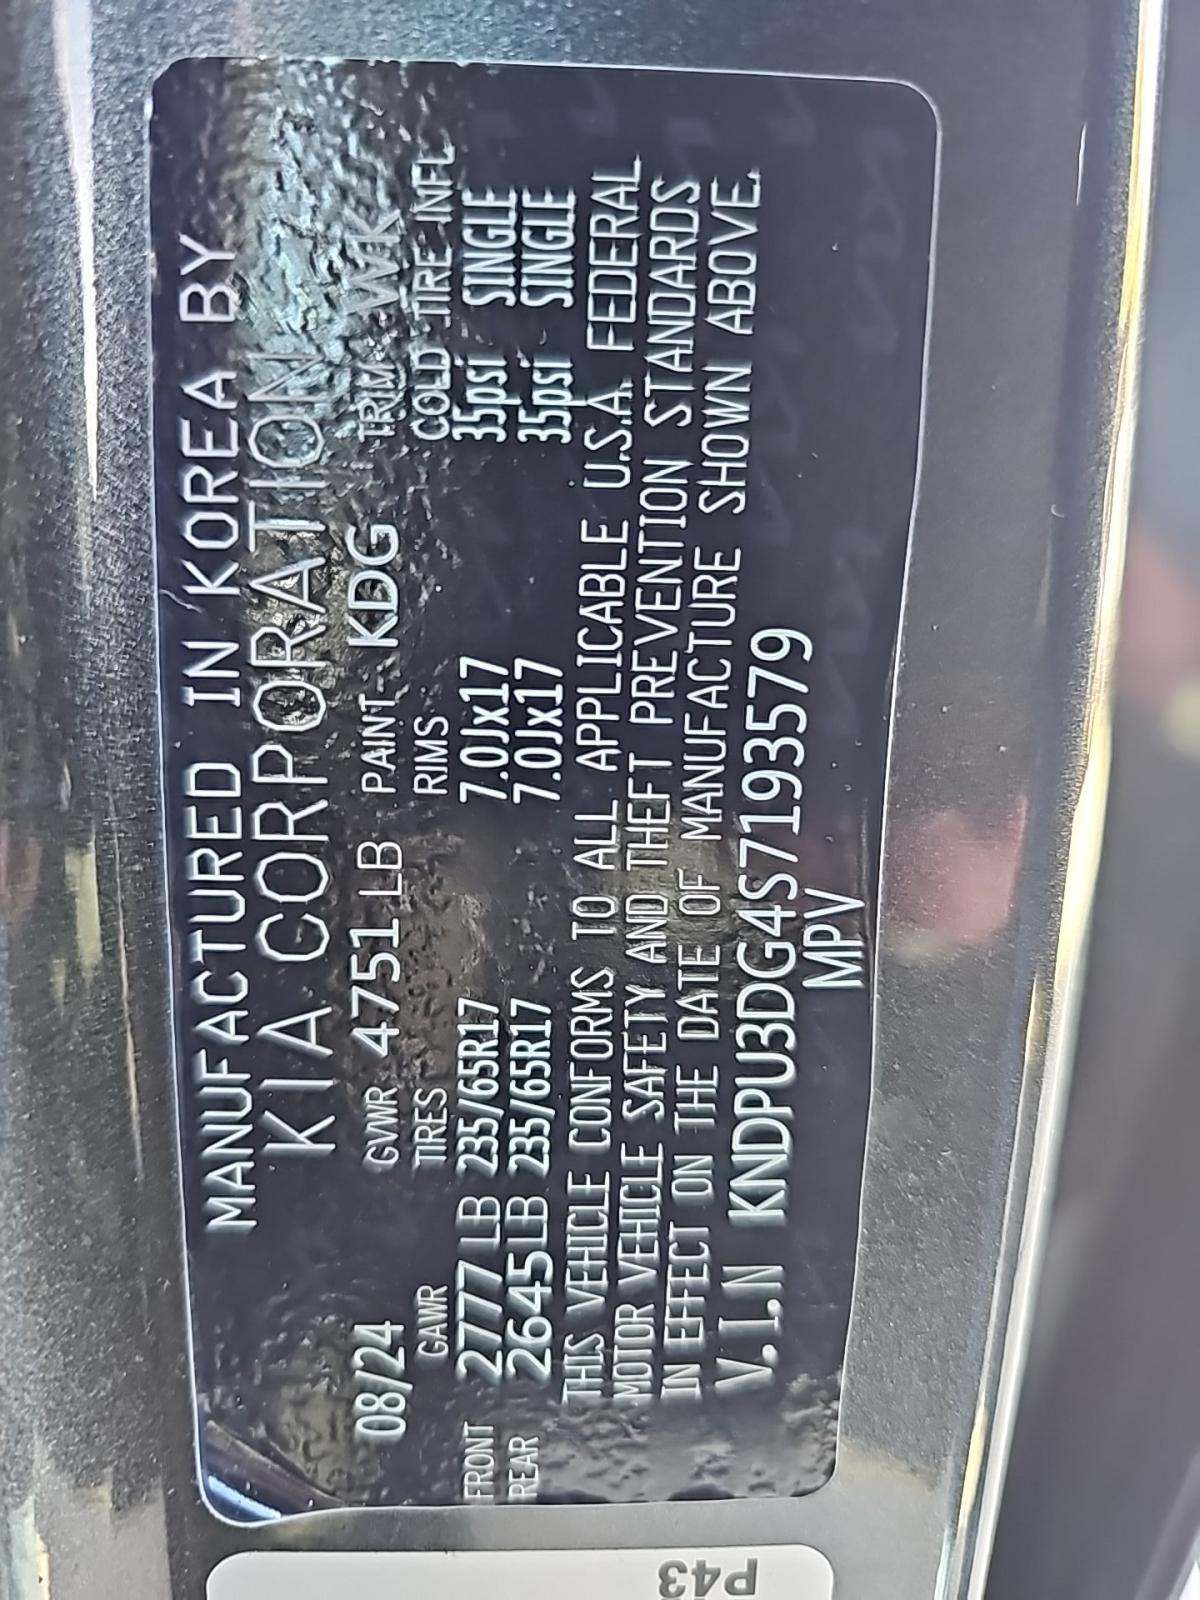 MANUFACTURED IN KOREA BY
KIA CORPORATION
08/24 GVWR 4751 LB PAINT KDG TRIM WK
GAWR TIRES RIMS COLD TIRE INFL
FRONT 2777 LB 235/65R17 7.0Jx17 35psi SINGLE
REAR 2645 LB 235/65R17 7.0Jx17 35psi SINGLE
THIS VEHICLE CONFORMS TO ALL APPLICABLE U.S.A. FEDERAL
MOTOR VEHICLE SAFETY AND THEFT PREVENTION STANDARDS
IN EFFECT ON THE DATE OF MANUFACTURE SHOWN ABOVE.
V.I.N KNDPU3DG4S7193579
MPV
P43